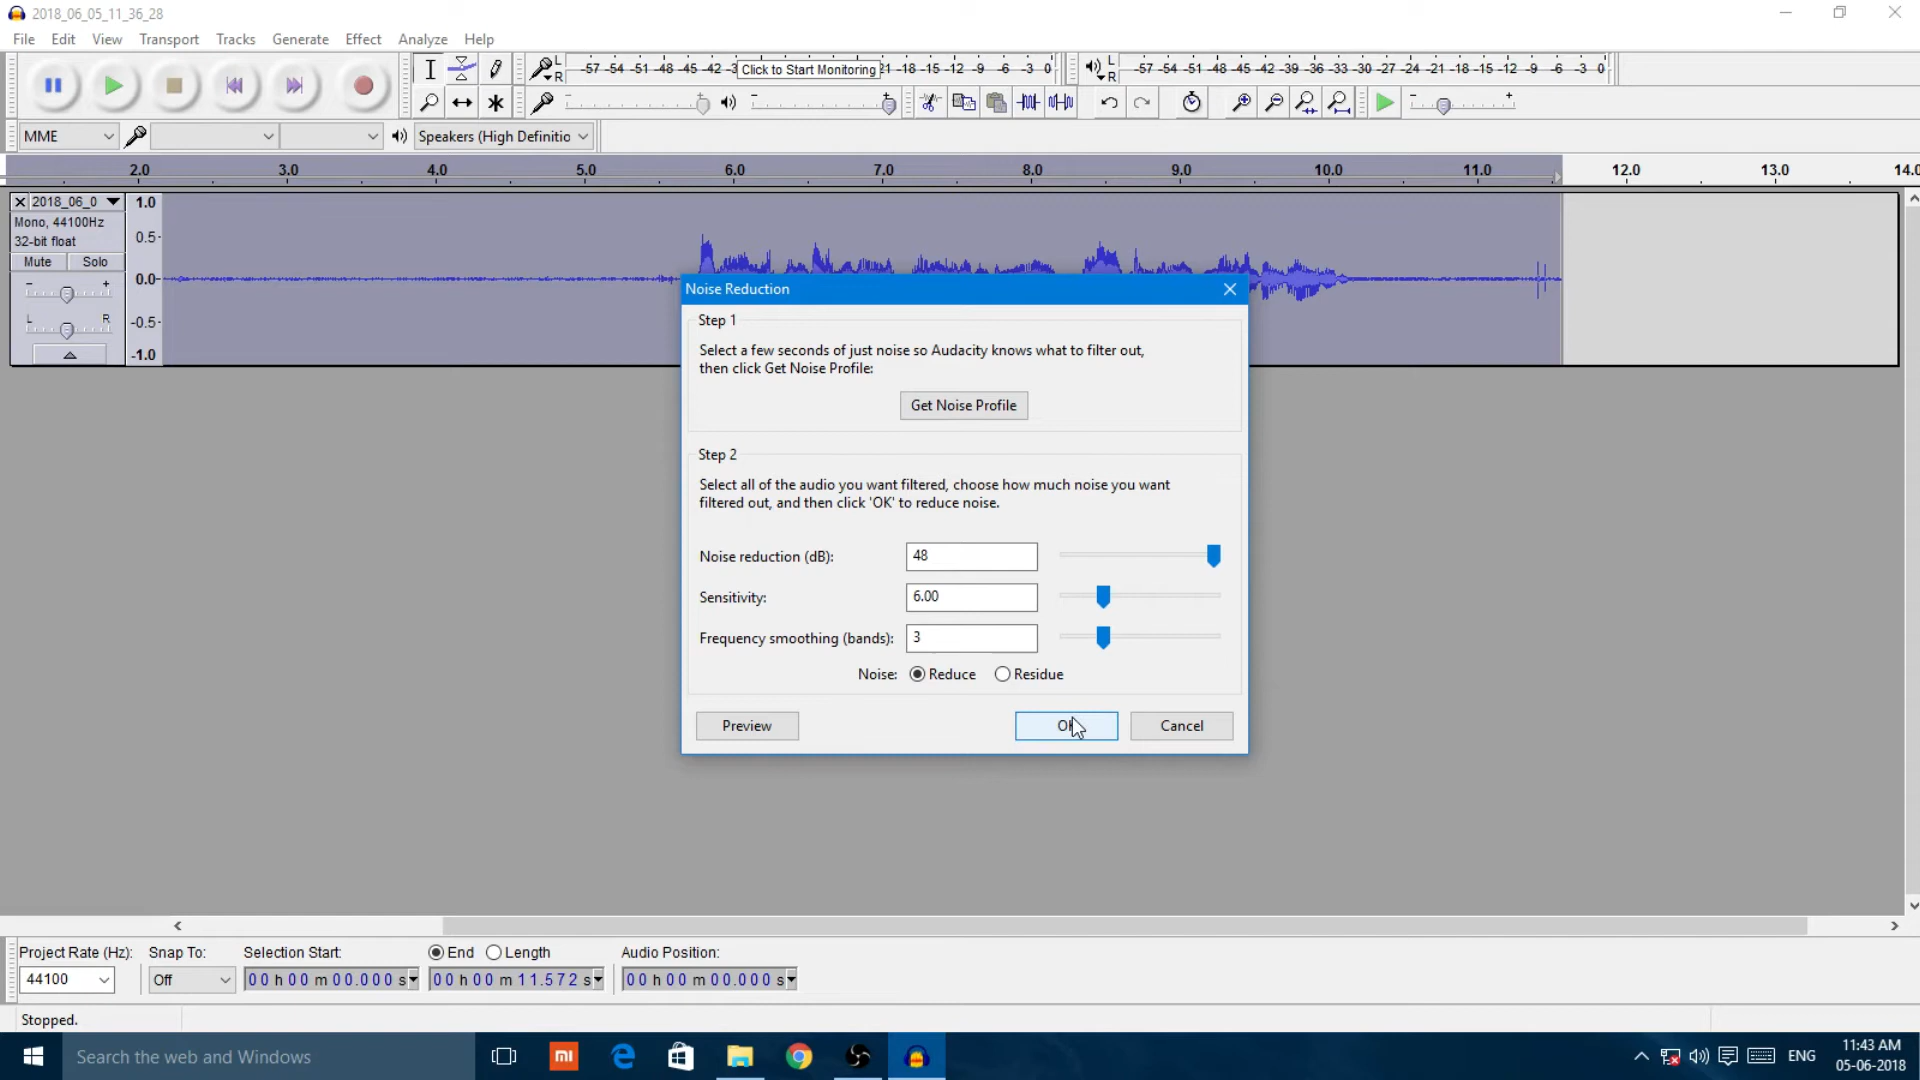 2018_06_05_11_36_28
File Edit View Transport Tracks Generate Effect Analyze Help
L R -57 -54 -51 -48 -45 -42 -3 Click to Start Monitoring 21 -18 -15 -12 -9 -6 -3 0 L R -57 -54 -51 -48 -45 -42 -39 -36 -33 -30 -27 -24 -21 -18 -15 -12 -9 -6 -3 0
- + - + - +
MME Speakers (High Definitio
2.0 3.0 4.0 5.0 6.0 7.0 8.0 9.0 10.0 11.0 12.0 13.0 14.0
2018_06_0 1.0
Mono, 44100Hz
32-bit float 0.5
Mute Solo
- + 0.0
L R -0.5
-1.0
Noise Reduction
Step 1
Select a few seconds of just noise so Audacity knows what to filter out,
then click Get Noise Profile:
Get Noise Profile
Step 2
Select all of the audio you want filtered, choose how much noise you want
filtered out, and then click 'OK' to reduce noise.
Noise reduction (dB): 48
Sensitivity: 6.00
Frequency smoothing (bands): 3
Noise: Reduce Residue
Preview OK Cancel
Project Rate (Hz): Snap To: Selection Start: End Length Audio Position:
44100 Off 00 h 00 m 00.000 s 00 h 00 m 11.572 s 00 h 00 m 00.000 s
Stopped.
Search the web and Windows mi ENG 11:43 AM
05-06-2018